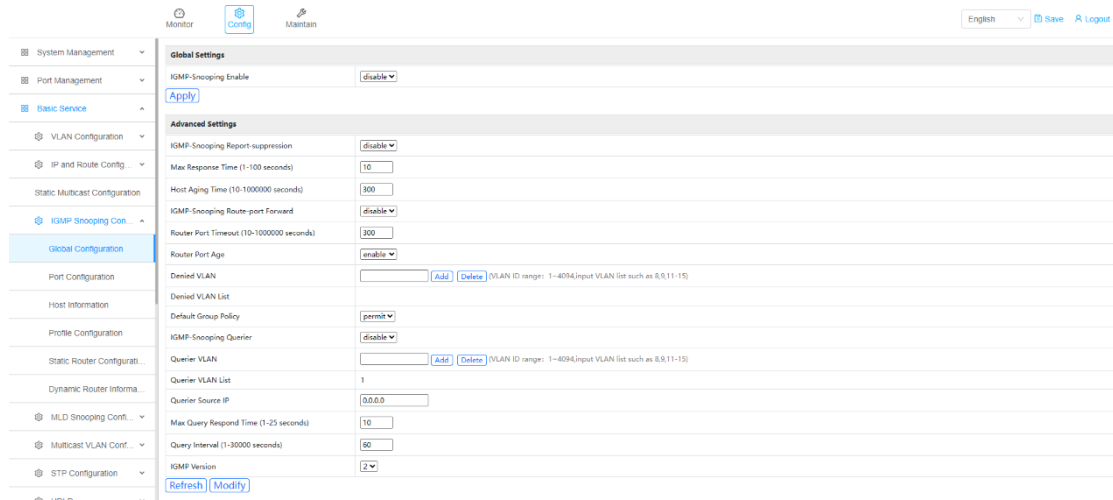 Monitor
Config
Maintain
English
Save
Logout
System Management
Port Management
Basic Service
VLAN Configuration
IP and Route Config...
Static Multicast Configuration
IGMP Snooping Con...
Global Configuration
Port Configuration
Host Information
Profile Configuration
Static Router Configurati...
Dynamic Router Informa...
MLD Snooping Confi...
Multicast VLAN Conf...
STP Configuration
Global Settings
IGMP-Snooping Enable disable
Apply
Advanced Settings
IGMP-Snooping Report-suppression disable
Max Response Time (1-100 seconds) 10
Host Aging Time (10-1000000 seconds) 300
IGMP-Snooping Route-port Forward disable
Router Port Timeout (10-1000000 seconds) 300
Router Port Age enable
Denied VLAN Add Delete (VLAN ID range：1~4094,input VLAN list such as 8,9,11-15)
Denied VLAN List
Default Group Policy permit
IGMP-Snooping Querier disable
Querier VLAN Add Delete (VLAN ID range：1~4094,input VLAN list such as 8,9,11-15)
Querier VLAN List 1
Querier Source IP 0.0.0.0
Max Query Respond Time (1-25 seconds) 10
Query Interval (1-30000 seconds) 60
IGMP Version 2
Refresh Modify